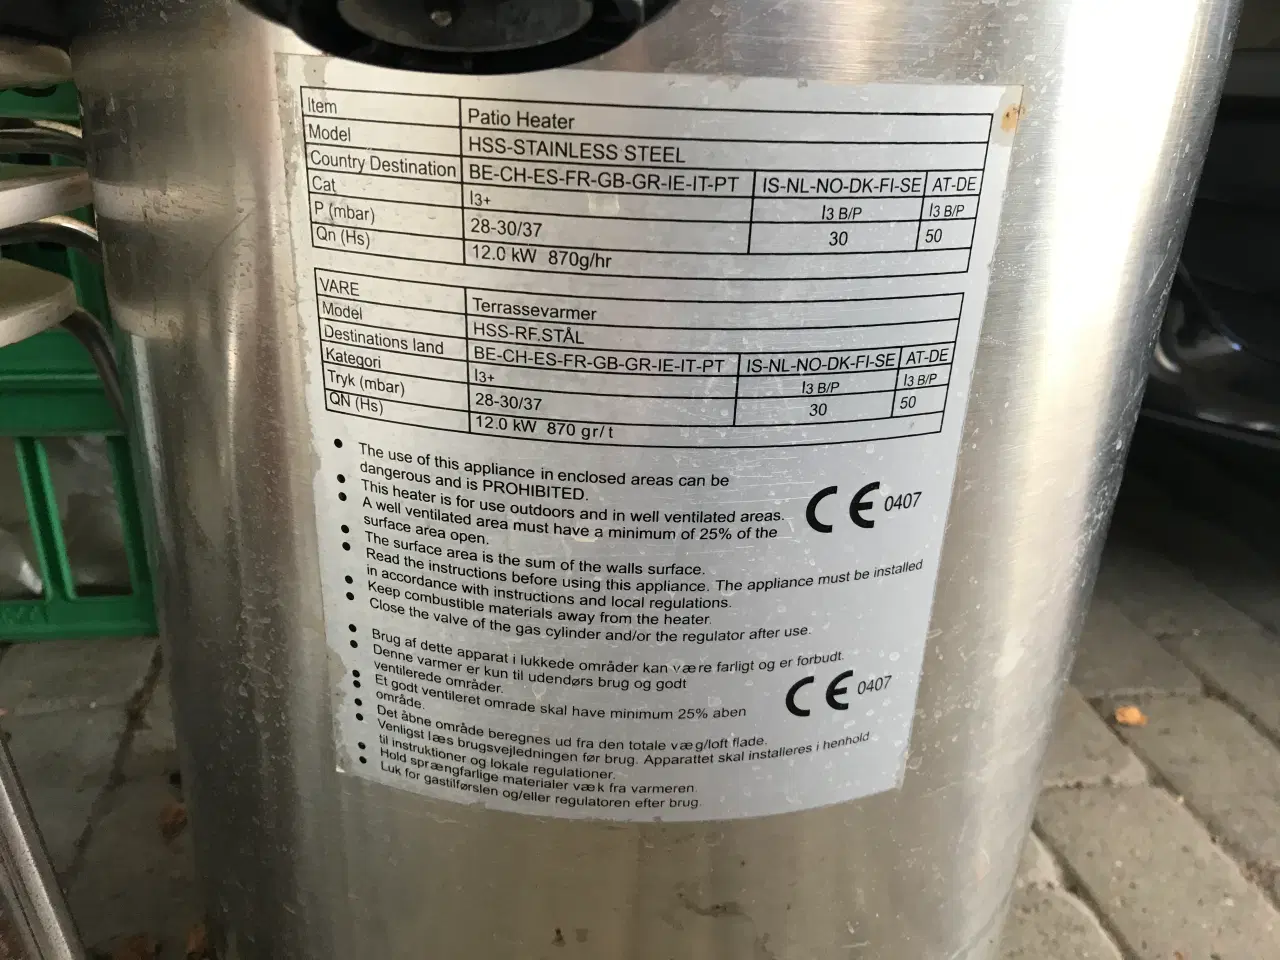 Item Patio Heater
Model HSS-STAINLESS STEEL
Country Destination BE-CH-ES-FR-GB-GR-IE-IT-PT IS-NL-NO-DK-FI-SE AT-DE
Cat I3+ I3 B/P I3 B/P
P (mbar) 28-30/37 30 50
Qn (Hs) 12.0 kW 870g/hr
VARE Terrassevarmer
Model HSS-RF.STÅL
Destinations land BE-CH-ES-FR-GB-GR-IE-IT-PT IS-NL-NO-DK-FI-SE AT-DE
Kategori I3+ I3 B/P I3 B/P
Tryk (mbar) 28-30/37 30 50
QN (Hs) 12.0 kW 870 gr/t
• The use of this appliance in enclosed areas can be
dangerous and is PROHIBITED.
• This heater is for use outdoors and in well ventilated areas.
• A well ventilated area must have a minimum of 25% of the
surface area open.
• The surface area is the sum of the walls surface.
• Read the instructions before using this appliance. The appliance must be installed
in accordance with instructions and local regulations.
• Keep combustible materials away from the heater.
• Close the valve of the gas cylinder and/or the regulator after use.
CE 0407
• Brug af dette apparat i lukkede områder kan være farligt og er forbudt.
• Denne varmer er kun til udendørs brug og godt
ventilerede områder.
• Et godt ventileret omrade skal have minimum 25% aben
område.
• Det åbne område beregnes ud fra den totale væg/loft flade.
• Venligst læs brugsvejledningen før brug. Apparattet skal installeres i henhold
til instruktioner og lokale regulationer.
• Hold sprængfarlige materialer væk fra varmeren.
• Luk for gastilførslen og/eller regulatoren efter brug.
CE 0407